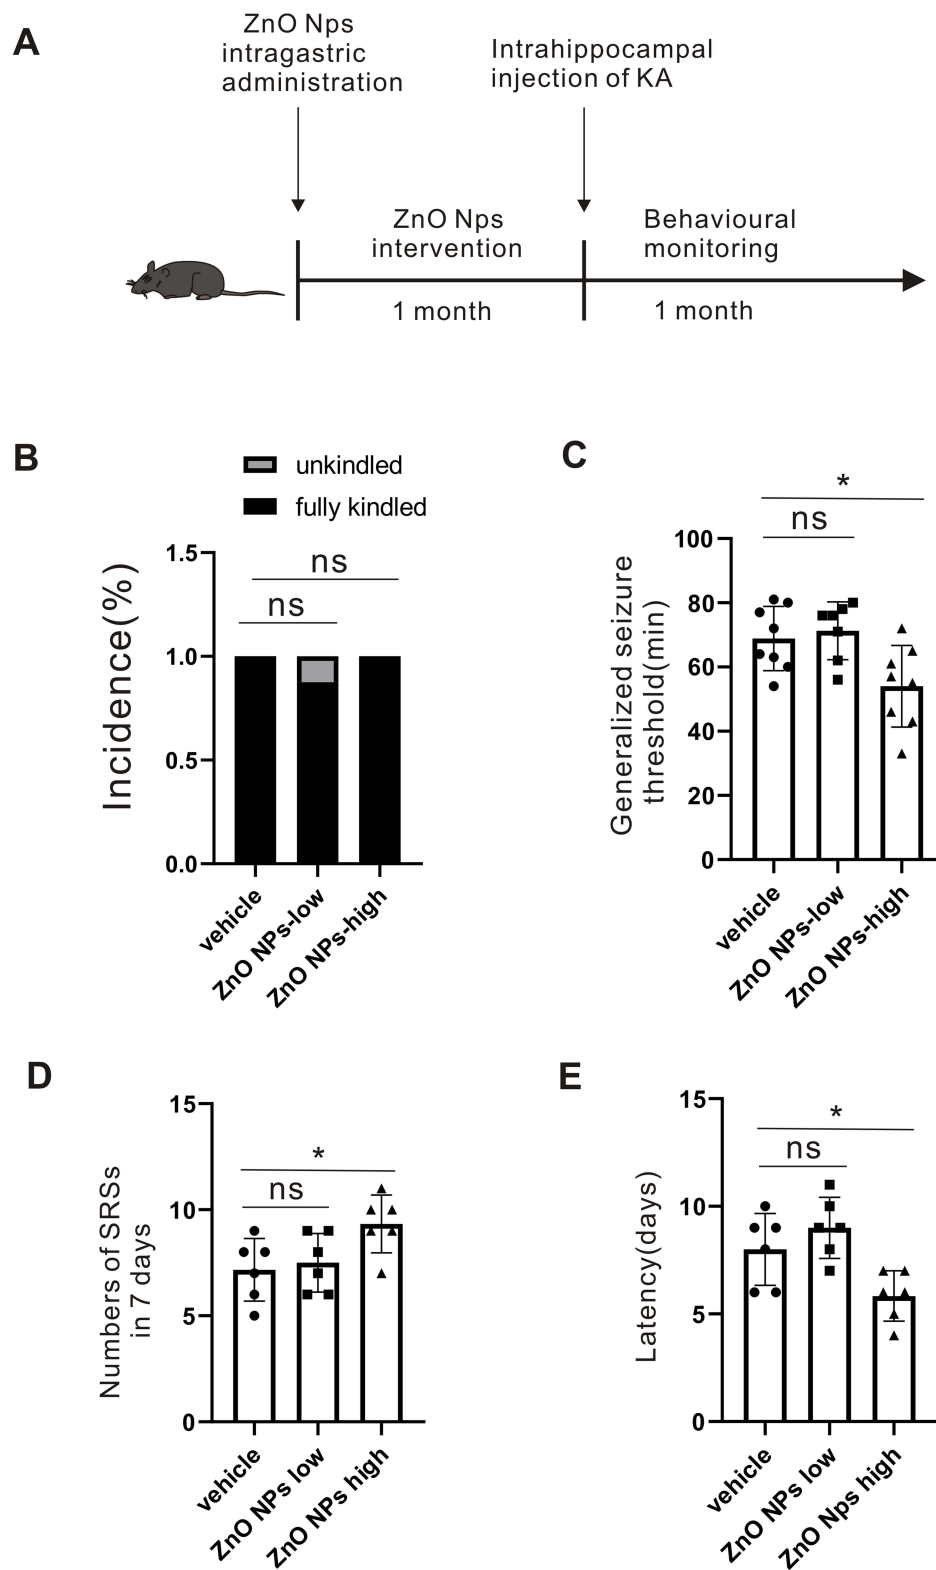 A
ZnO Nps
intragastric
administration
Intrahippocampal
injection of KA
ZnO Nps
intervention
Behavioural
monitoring
1 month
1 month
B
unkindled
fully kindled
Incidence(%)
1.5
1.0
0.5
0.0
ns
ns
vehicle
ZnO NPs-low
ZnO NPs-high
C
Generalized seizure
threshold(min)
100
80
60
40
20
0
*
ns
vehicle
ZnO NPs-low
ZnO NPs-high
D
Numbers of SRSs
in 7 days
15
10
5
0
*
ns
vehicle
ZnO NPs low
ZnO NPs high
E
Latency(days)
15
10
5
0
*
ns
vehicle
ZnO NPs low
ZnO Nps high